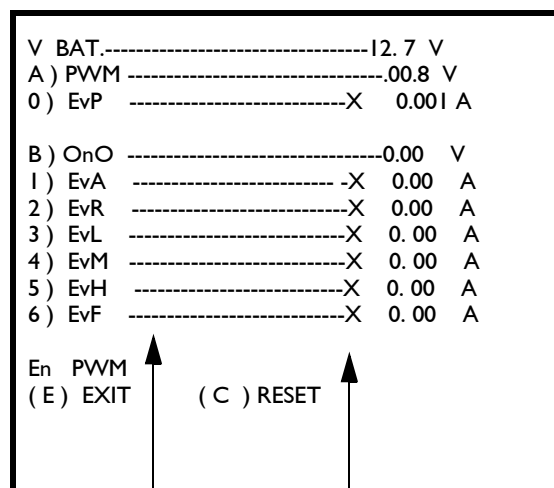 V BAT.-----------------------------------12. 7 V
A ) PWM ----------------------------------.00.8 V
0 ) EvP -----------------------------X 0.001 A
B ) OnO ----------------------------------0.00 V
1 ) EvA --------------------------- -X 0.00 A
2 ) EvR -----------------------------X 0.00 A
3 ) EvL -----------------------------X 0. 00 A
4 ) EvM -----------------------------X 0. 00 A
5 ) EvH ----------------------------X 0. 00 A
6 ) EvF -----------------------------X 0. 00 A
En PWM
( E ) EXIT ( C ) RESET